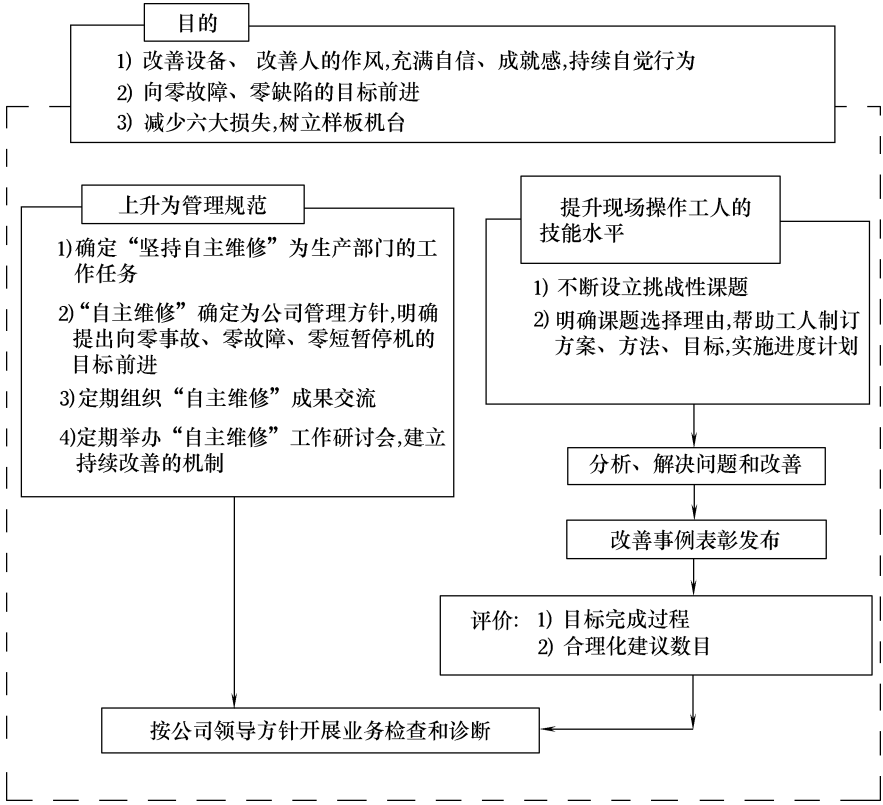 目的
1) 改善设备、 改善人的作风,充满自信、成就感,持续自觉行为
2) 向零故障、零缺陷的目标前进
3) 减少六大损失,树立样板机台
上升为管理规范
1)确定“坚持自主维修”为生产部门的工
作任务
2)“自主维修”确定为公司管理方针,明确
提出向零事故、零故障、零短暂停机的
目标前进
3)定期组织“自主维修”成果交流
4)定期举办“自主维修”工作研讨会,建立
持续改善的机制
提升现场操作工人的
技能水平
1) 不断设立挑战性课题
2) 明确课题选择理由,帮助工人制订
方案、方法、目标,实施进度计划
分析、解决问题和改善
改善事例表彰发布
评价: 1) 目标完成过程
2) 合理化建议数目
按公司领导方针开展业务检查和诊断